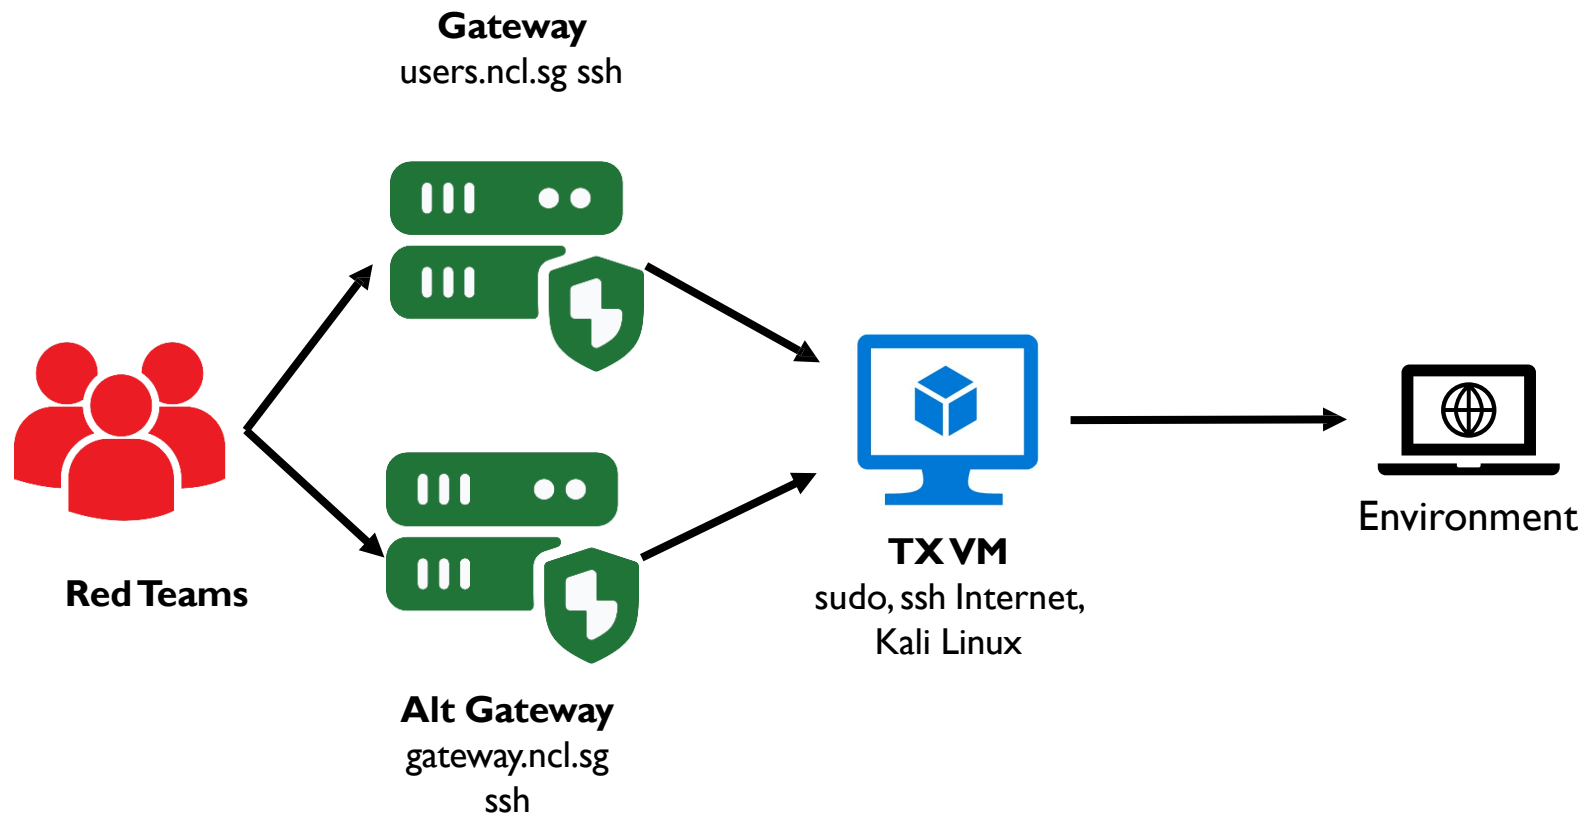 Gateway
users.ncl.sg ssh
Red Teams
Alt Gateway
gateway.ncl.sg
ssh
TX VM
sudo, ssh Internet,
Kali Linux
Environment